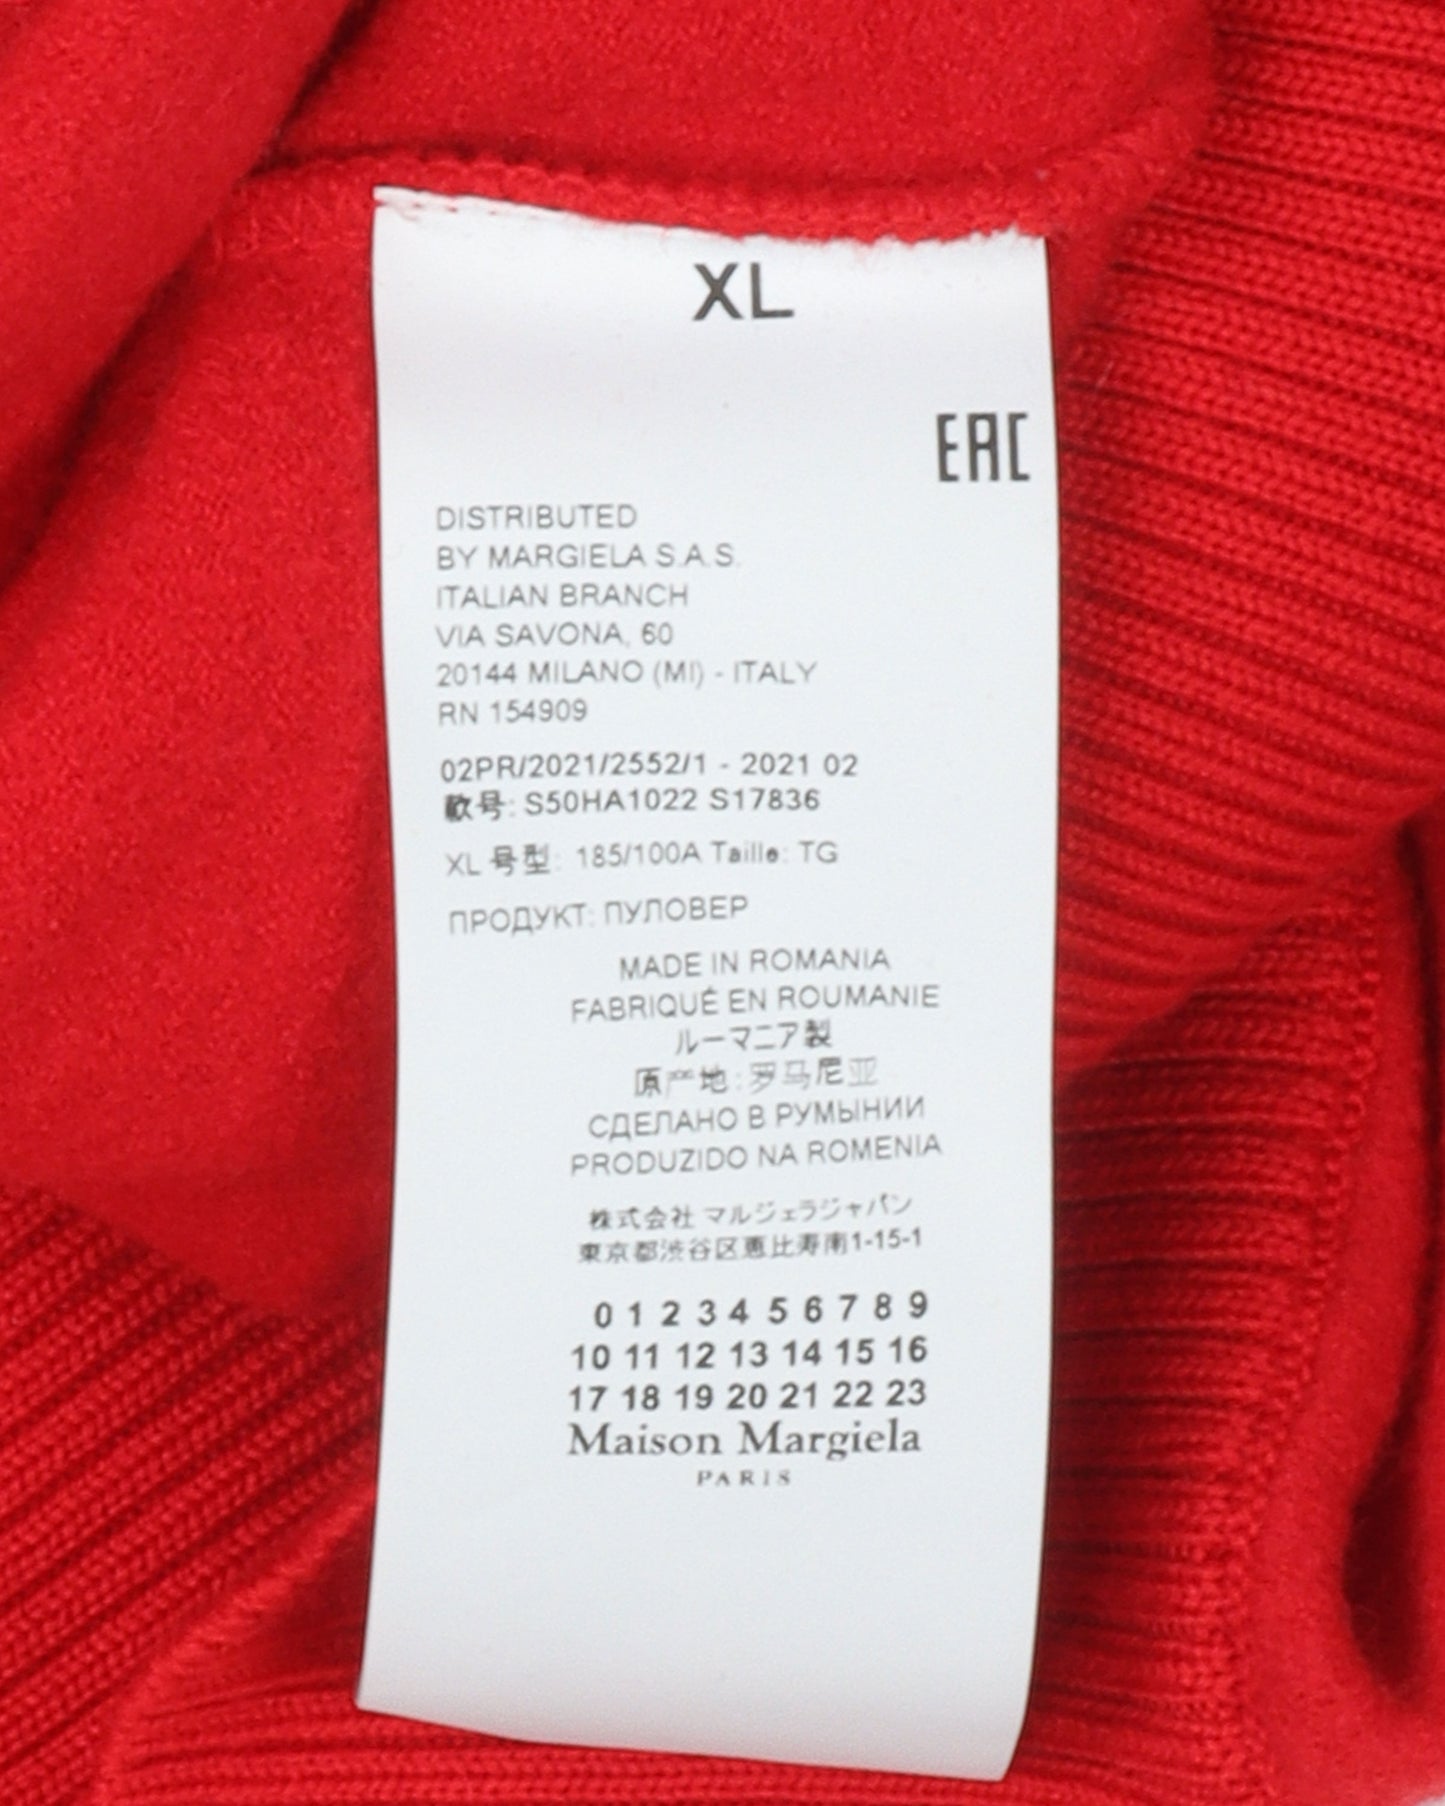 XL
EAC
DISTRIBUTED
BY MARGIELA S.A.S.
ITALIAN BRANCH
VIA SAVONA, 60
20144 MILANO (MI) - ITALY
RN 154909
02PR/2021/2552/1 - 2021 02
款号: S50HA1022 S17836
XL 号型: 185/100A Taille: TG
ПРОДУКТ: ПУЛОВЕР
MADE IN ROMANIA
FABRIQUÉ EN ROUMANIE
ルーマニア製
原产地:罗马尼亚
СДЕЛАНО В РУМЫНИИ
PRODUZIDO NA ROMENIA
株式会社 マルジェラジャパン
東京都渋谷区恵比寿南1-15-1
0 1 2 3 4 5 6 7 8 9
10 11 12 13 14 15 16
17 18 19 20 21 22 23
Maison Margiela
PARIS